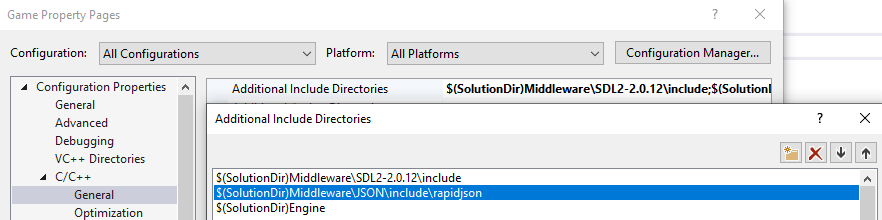 Game Property Pages
Configuration: All Configurations Platform: All Platforms Configuration Manager...
Configuration Properties
General
Advanced
Debugging
VC++ Directories
C/C++
General
Optimization
Additional Include Directories $(SolutionDir)Middleware\SDL2-2.0.12\include;$(Solution
Additional Include Directories
$(SolutionDir)Middleware\SDL2-2.0.12\include
$(SolutionDir)Middleware\JSON\include\rapidjson
$(SolutionDir)Engine